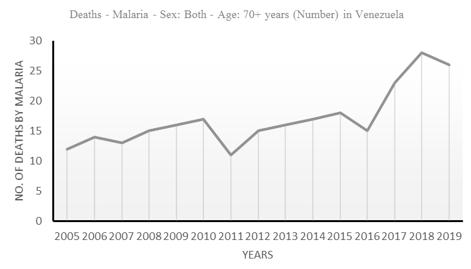 Deaths - Malaria - Sex: Both - Age: 70+ years (Number) in Venezuela
NO. OF DEATHS BY MALARIA
30
25
20
15
10
5
0
2005 2006 2007 2008 2009 2010 2011 2012 2013 2014 2015 2016 2017 2018 2019
YEARS